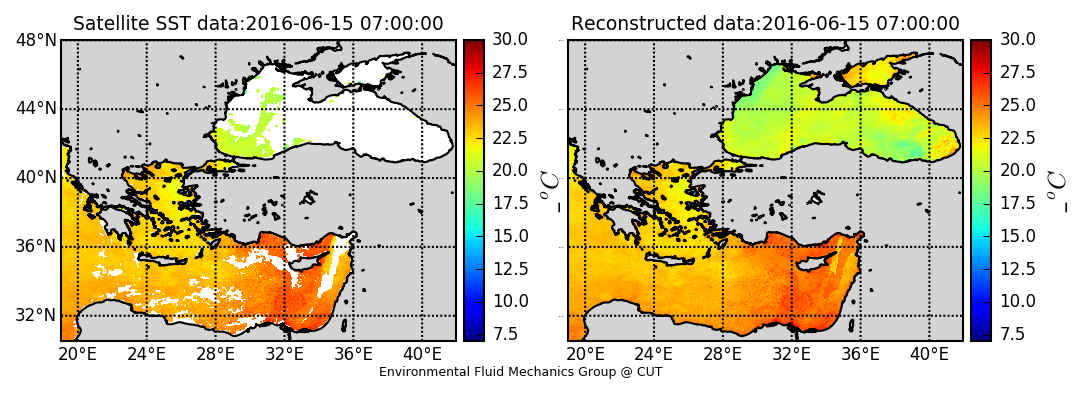 Satellite SST data:2016-06-15 07:00:00
48°N
44°N
40°N
36°N
32°N
20°E 24°E 28°E 32°E 36°E 40°E
30.0
27.5
25.0
22.5
20.0
17.5
15.0
12.5
10.0
7.5
_°C
Reconstructed data:2016-06-15 07:00:00
20°E 24°E 28°E 32°E 36°E 40°E
30.0
27.5
25.0
22.5
20.0
17.5
15.0
12.5
10.0
7.5
_°C
Environmental Fluid Mechanics Group @ CUT